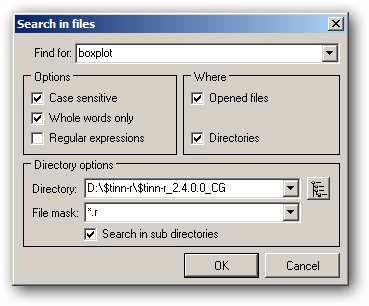 Search in files
Find for: boxplot
Options
Where
Case sensitive
Opened files
Whole words only
Regular expressions
Directories
Directory options
Directory: D:\$tinn-r\$tinn-r_2.4.0.0_CG
File mask: *.r
Search in sub directories
OK
Cancel